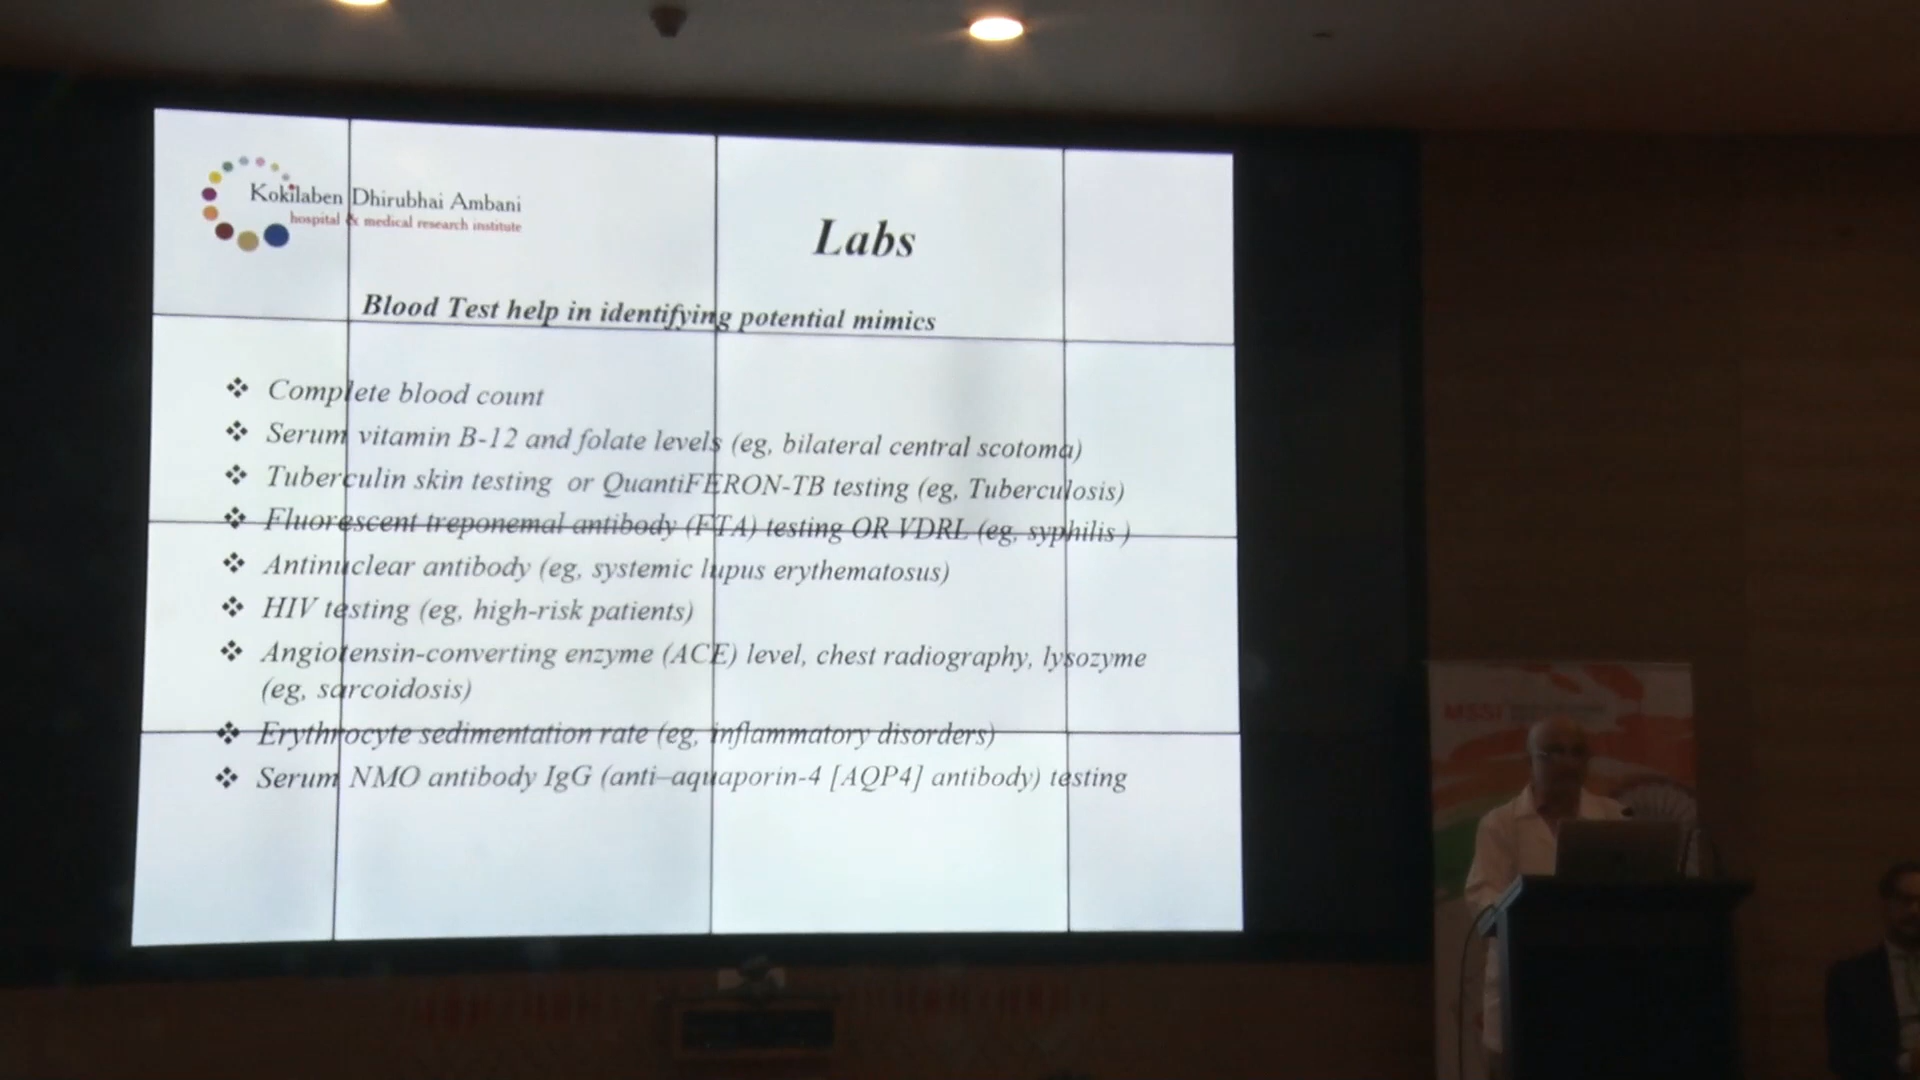 Kokilaben Dhirubhai Ambani
hospital & medical research institute
Labs
Blood Test help in identifying potential mimics
❖ Complete blood count
❖ Serum vitamin B-12 and folate levels (eg, bilateral central scotoma)
❖ Tuberculin skin testing or QuantiFERON-TB testing (eg, Tuberculosis)
❖ Fluorescent treponemal antibody (FTA) testing OR VDRL (eg, syphilis )
❖ Antinuclear antibody (eg, systemic lupus erythematosus)
❖ HIV testing (eg, high-risk patients)
❖ Angiotensin-converting enzyme (ACE) level, chest radiography, lysozyme
(eg, sarcoidosis)
❖ Erythrocyte sedimentation rate (eg, inflammatory disorders)
❖ Serum NMO antibody IgG (anti–aquaporin-4 [AQP4] antibody) testing
MSSI